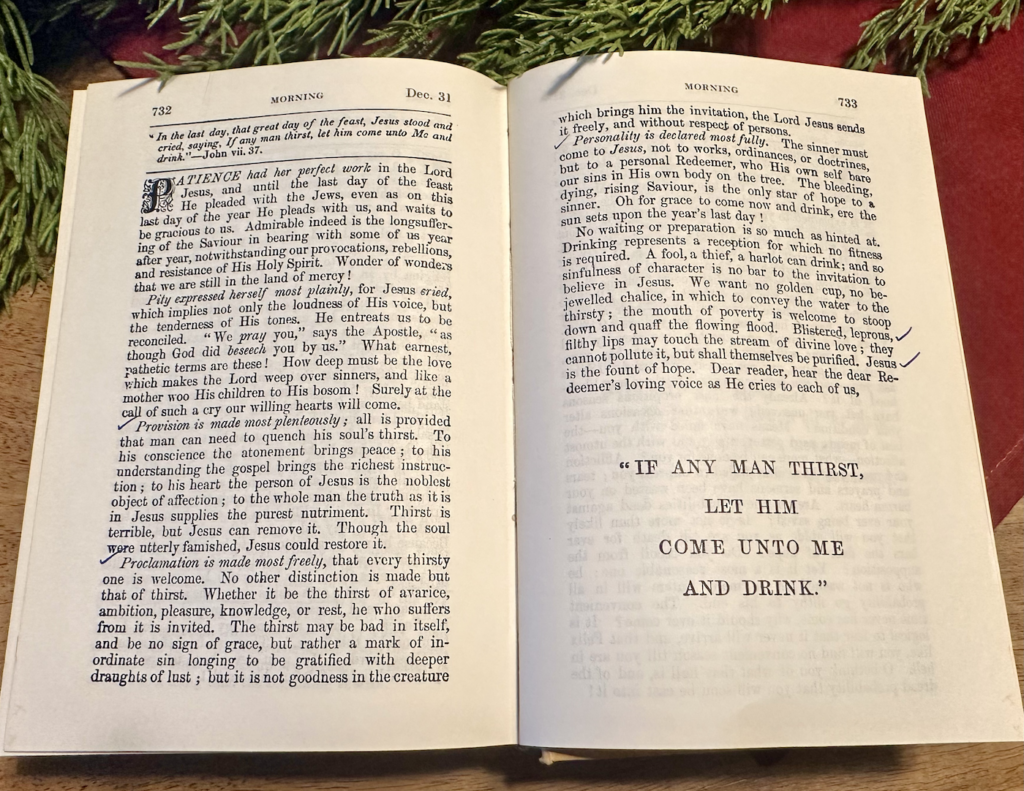 732
MORNING
Dec. 31
"In the last day, that great day of the feast, Jesus stood and
cried, saying, If any man thirst, let him come unto Me and
drink."—John vii. 37.
PATIENCE had her perfect work in the Lord
Jesus, and until the last day of the feast
He pleaded with the Jews, even as on this
last day of the year He pleads with us, and waits to
be gracious to us. Admirable indeed is the longsuffer-
ing of the Saviour in bearing with some of us year
after year, notwithstanding our provocations, rebellions,
and resistance of His Holy Spirit. Wonder of wonders
that we are still in the land of mercy!
Pity expressed herself most plainly, for Jesus cried,
which implies not only the loudness of His voice, but
the tenderness of His tones. He entreats us to be
reconciled. "We pray you," says the Apostle, "as
though God did beseech you by us." What earnest,
pathetic terms are these! How deep must be the love
which makes the Lord weep over sinners, and like a
mother woo His children to His bosom! Surely at the
call of such a cry our willing hearts will come.
Provision is made most plenteously; all is provided
that man can need to quench his soul's thirst. To
his conscience the atonement brings peace; to his
understanding the gospel brings the richest instruc-
tion; to his heart the person of Jesus is the noblest
object of affection; to the whole man the truth as it is
in Jesus supplies the purest nutriment. Thirst is
terrible, but Jesus can remove it. Though the soul
were utterly famished, Jesus could restore it.
Proclamation is made most freely, that every thirsty
one is welcome. No other distinction is made but
that of thirst. Whether it be the thirst of avarice,
ambition, pleasure, knowledge, or rest, he who suffers
from it is invited. The thirst may be bad in itself,
and be no sign of grace, but rather a mark of in-
ordinate sin longing to be gratified with deeper
draughts of lust; but it is not goodness in the creature
MORNING
733
which brings him the invitation, the Lord Jesus sends
it freely, and without respect of persons.
Personality is declared most fully. The sinner must
come to Jesus, not to works, ordinances, or doctrines,
but to a personal Redeemer, who His own self bare
our sins in His own body on the tree. The bleeding,
dying, rising Saviour, is the only star of hope to a
sinner. Oh for grace to come now and drink, ere the
sun sets upon the year's last day!
No waiting or preparation is so much as hinted at.
Drinking represents a reception for which no fitness
is required. A fool, a thief, a harlot can drink; and so
sinfulness of character is no bar to the invitation to
believe in Jesus. We want no golden cup, no be-
jewelled chalice, in which to convey the water to the
thirsty; the mouth of poverty is welcome to stoop
down and quaff the flowing flood. Blistered, leprous,
filthy lips may touch the stream of divine love; they
cannot pollute it, but shall themselves be purified. Jesus
is the fount of hope. Dear reader, hear the dear Re-
deemer's loving voice as He cries to each of us,
"IF ANY MAN THIRST,
LET HIM
COME UNTO ME
AND DRINK."